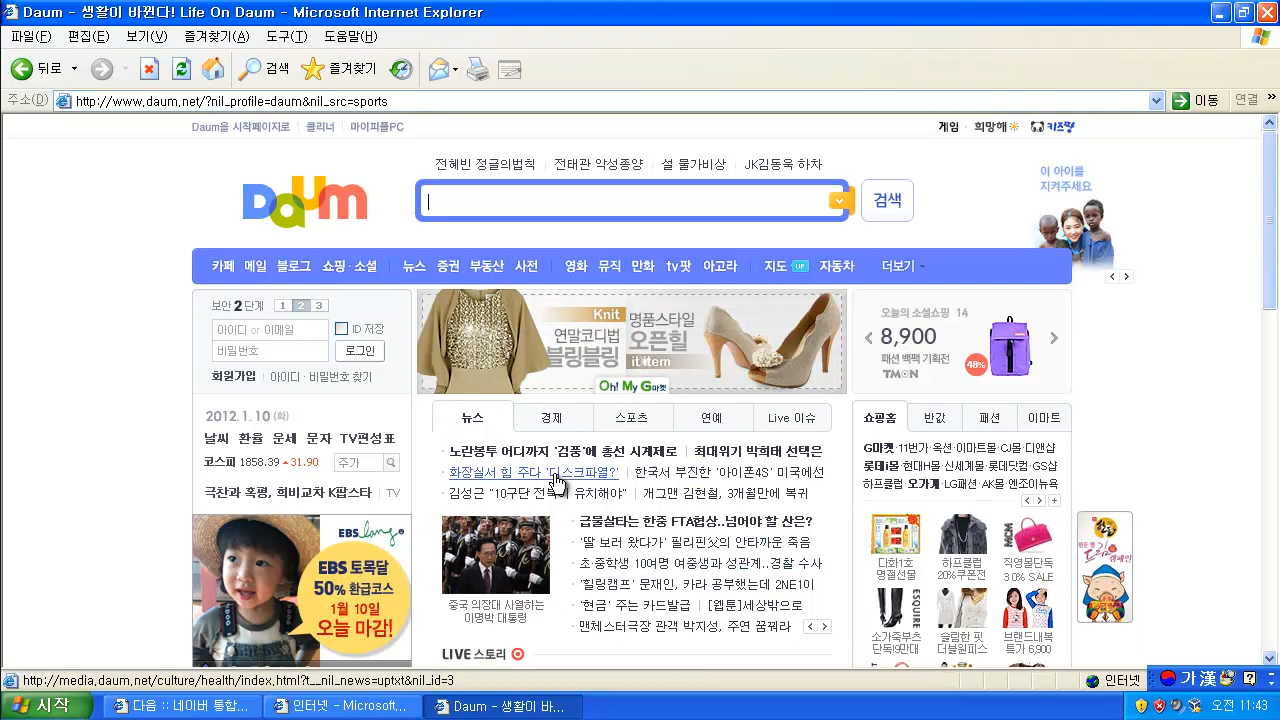 Daum - 생활이 바뀐다! Life On Daum - Microsoft Internet Explorer
파일(F) 편집(E) 보기(V) 즐겨찾기(A) 도구(T) 도움말(H)
뒤로 검색 즐겨찾기
주소(D) http://www.daum.net/?nil_profile=daum&nil_src=sports 이동 연결 »
Daum을 시작페이지로 클리너 마이피플PC 게임 · 희망해 키즈짱
전혜빈 정글의법칙 전태관 악성종양 설 물가비상 JK김동욱 하차
Daum 검색
이 아이를
지켜주세요
카페 메일 블로그 쇼핑·소셜 뉴스 증권 부동산 사전 영화 뮤직 만화 tv팟 아고라 지도 UP 자동차 더보기
보안 2단계 1 2 3
아이디 or 이메일 ID 저장
비밀번호 로그인
회원가입 아이디 · 비밀번호 찾기
Knit
연말코디법
블링블링
명품스타일
오픈힐
it item
Oh! My G마켓
오늘의 소셜쇼핑 14
8,900
패션 백팩 기획전
TMON
48%
2012.1.10 (화)
날씨 환율 운세 문자 TV편성표
코스피 1858.39 ▲31.90 주가
극찬과 혹평, 희비교차 K팝스타 TV
EBS lang
EBS 토목달
50% 환급코스
1월 10일
오늘 마감!
뉴스 경제 스포츠 연예 Live 이슈
· 노란봉투 어디까지 '검풍'에 총선 시계제로 최대위기 박희태 선택은
· 화장실서 힘 주다 '디스크파열?' 한국서 부진한 '아이폰4S' 미국에선
· 김성근 "10구단 전북에 유치해야" 개그맨 김현철, 3개월만에 복귀
중국 의장대 사열하는
이명박 대통령
· 급물살타는 한중 FTA협상..넘어야 할 산은?
· '딸 보러 왔다가' 필리핀父의 안타까운 죽음
· 초·중학생 10여명 여중생과 성관계..경찰 수사
· '힐링캠프' 문재인, 카라 공부했는데 2NE1이
· '현금' 주는 카드발급 [웹툰]세상밖으로
· 맨체스터극장 관객 박지성, 주연 꿈꿔라
LIVE 스토리
쇼핑홈 반값 패션 이마트
G마켓·11번가·옥션·이마트몰·CJ몰·디앤샵
롯데i몰·현대H몰·신세계몰·롯데닷컴·GS샵
하프클럽·오가게·LG패션·AK몰·엔조이뉴욕
다화1호
명절선물
하프클럽
20%쿠폰전
직영몰대전
30% SALE
소가죽부츠
단독!9만대
슬림한 핏
더블임스
브랜드내복
특가 6,900
http://media.daum.net/culture/health/index.html?t__nil_news=uptxt&nil_id=3 인터넷 가 漢
시작 다음 :: 네이버 통합... 인터넷 - Microsoft... Daum - 생활이 바... 오전 11:43